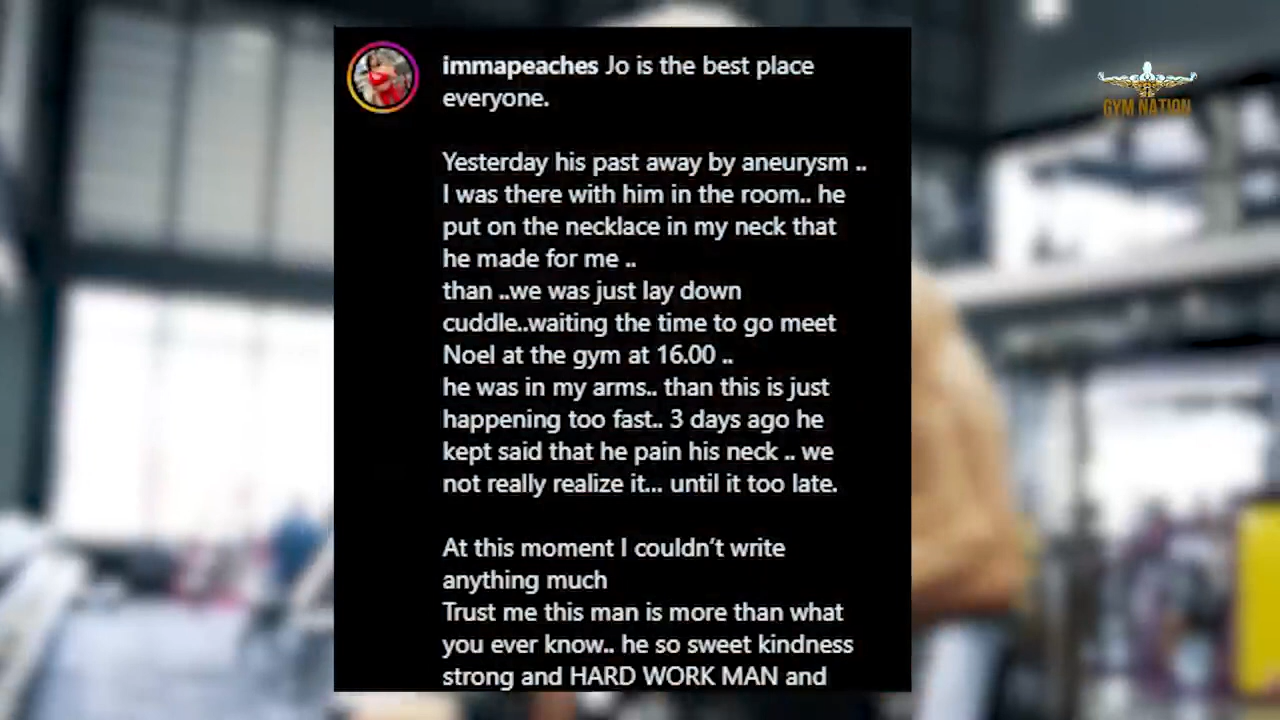 immapeaches Jo is the best place
everyone.
Yesterday his past away by aneurysm ..
I was there with him in the room.. he
put on the necklace in my neck that
he made for me ..
than ..we was just lay down
cuddle..waiting the time to go meet
Noel at the gym at 16.00 ..
he was in my arms.. than this is just
happening too fast.. 3 days ago he
kept said that he pain his neck .. we
not really realize it... until it too late.
At this moment I couldn’t write
anything much
Trust me this man is more than what
you ever know.. he so sweet kindness
strong and HARD WORK MAN and
GYM NATION